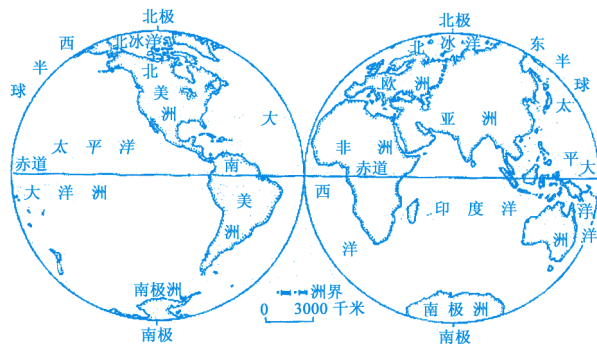 北极
西半球
北冰洋
北美洲
太平洋
大
赤道
大洋洲
南美洲
南极洲
南极
北极
东半球
北冰洋
欧洲
亚洲
非洲
太平
赤道
大
西
洋
印度洋
洋
洋
洲
南极洲
南极
洲界
0 3000千米